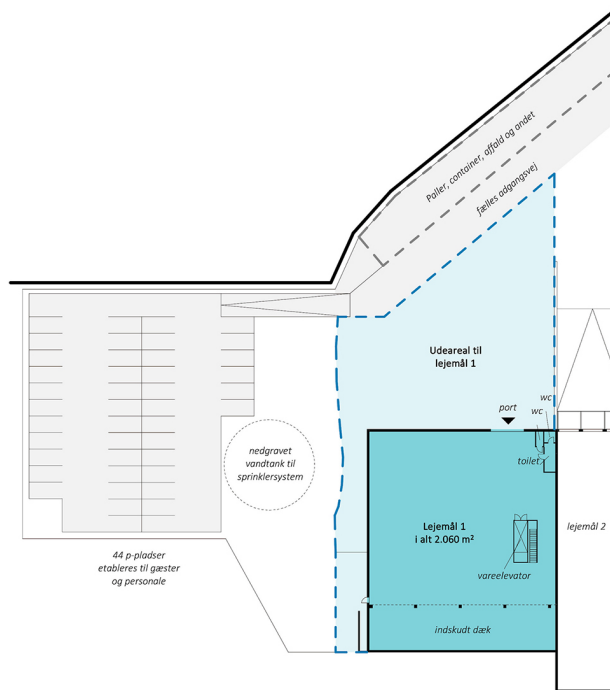 Paller, container, affald og andet
fælles adgangsvej
Udeareal til
lejemål 1
port
wc
wc
toilet
nedgravet
vandtank til
sprinklersystem
Lejemål 1
i alt 2.060 m²
lejemål 2
44 p-pladser
etableres til gæster
og personale
vareelevator
indskudt dæk